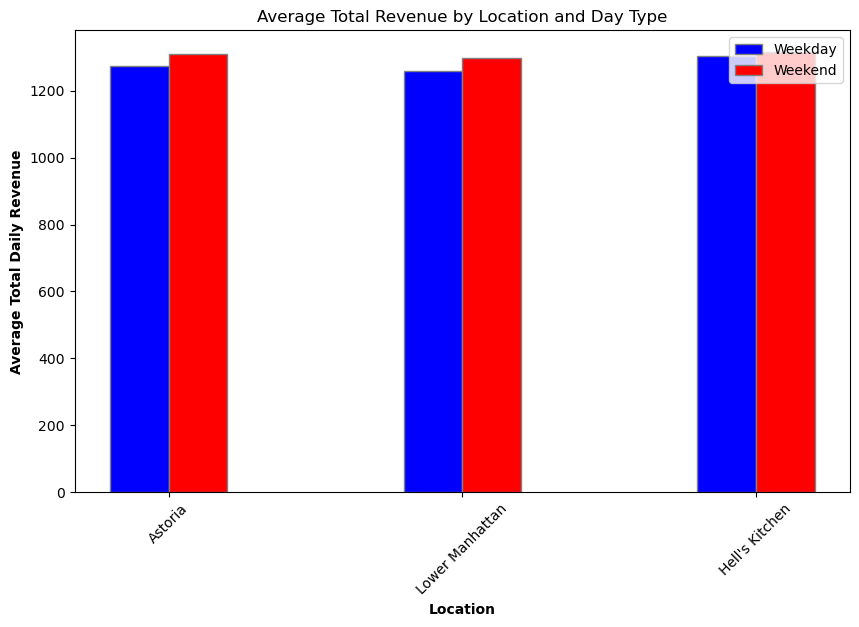 Average Total Revenue by Location and Day Type
Weekday
Weekend
1200
1000
800
600
400
200
0
Average Total Daily Revenue
Astoria
Lower Manhattan
Hell's Kitchen
Location